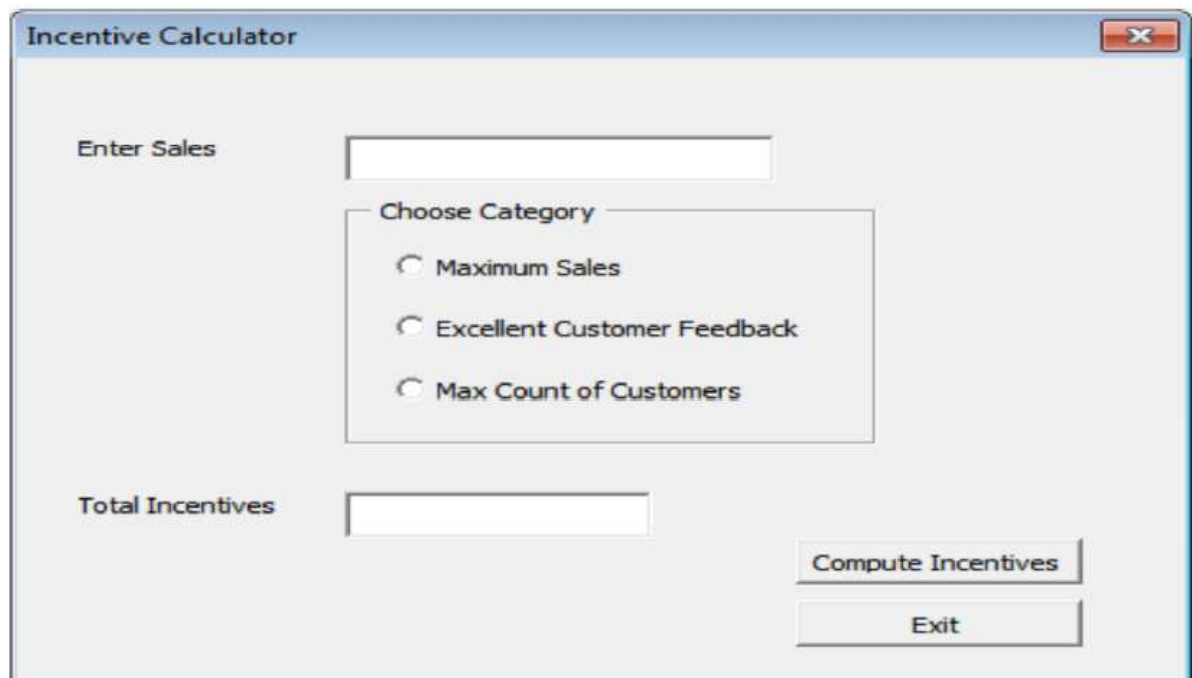 Incentive Calculator
Enter Sales
Choose Category
Maximum Sales
Excellent Customer Feedback
Max Count of Customers
Total Incentives
Compute Incentives
Exit